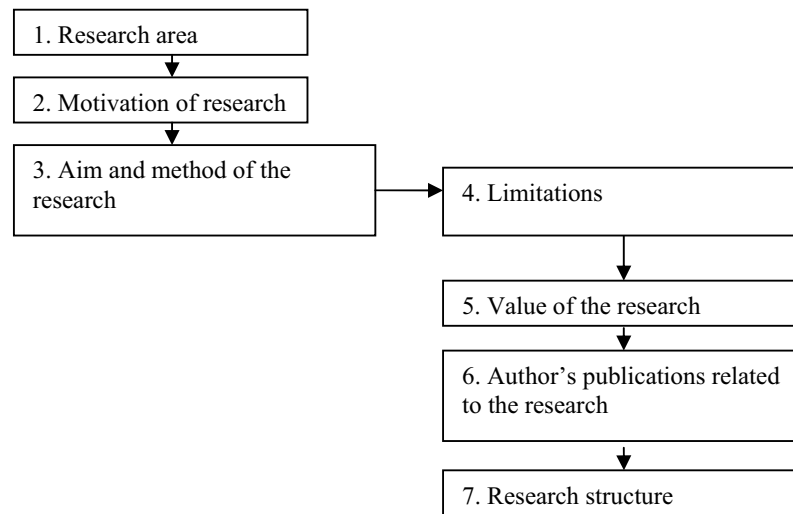 1. Research area
2. Motivation of research
3. Aim and method of the
research
4. Limitations
5. Value of the research
6. Author’s publications related
to the research
7. Research structure